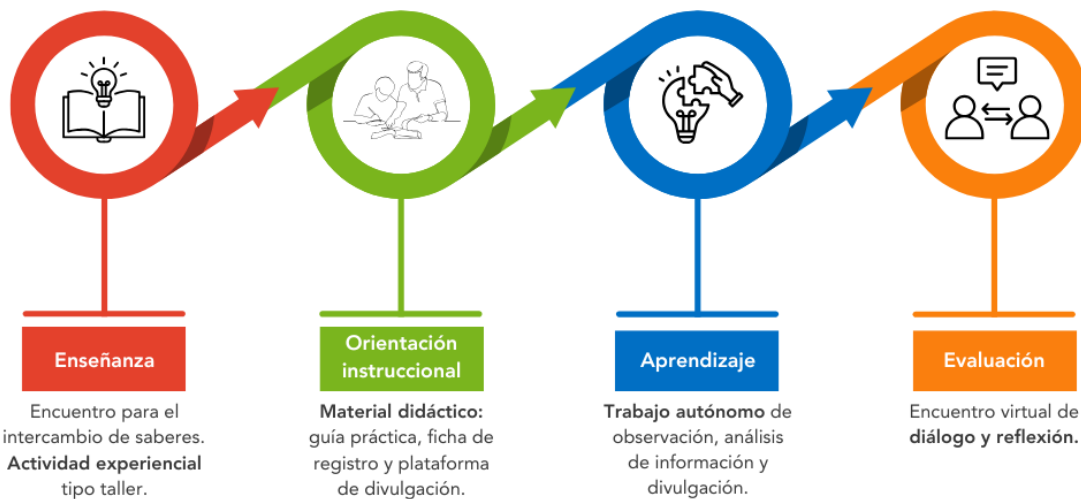 Enseñanza
Encuentro para el
intercambio de saberes.
Actividad experiencial
tipo taller.
Orientación
instruccional
Material didáctico:
guía práctica, ficha de
registro y plataforma
de divulgación.
Aprendizaje
Trabajo autónomo de
observación, análisis
de información y
divulgación.
Evaluación
Encuentro virtual de
diálogo y reflexión.